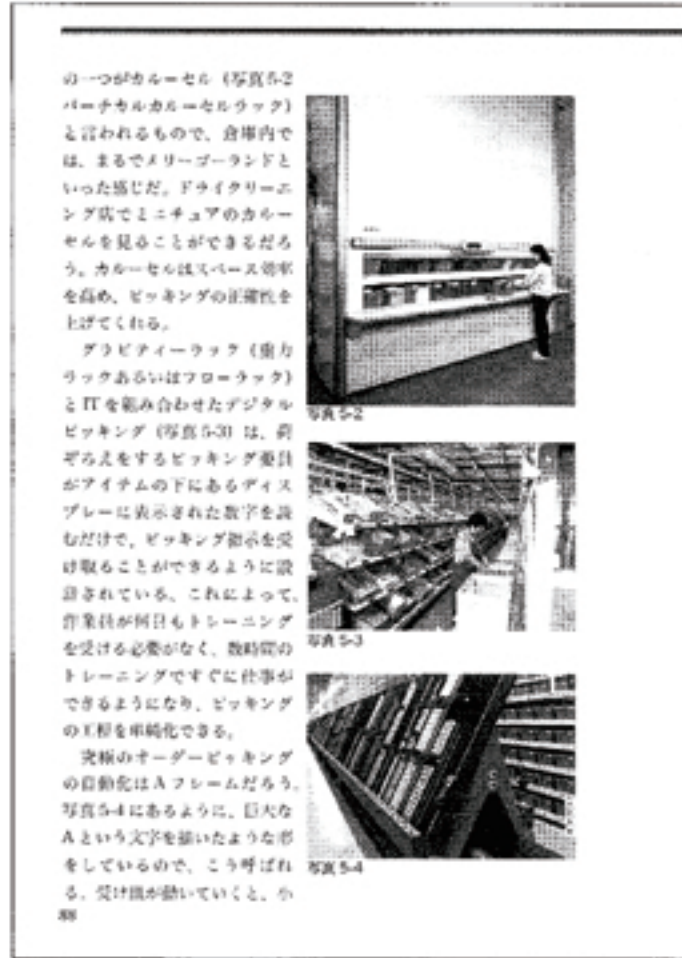 の一つがカルーセル（写真5-2
バーチカルカルーセルラック）
と言われるもので、倉庫内で
は、まるでメリーゴーランドと
いった感じだ。ドライクリーニ
ング店でミニチュアのカルー
セルを見ることができるだろ
う。カルーセルはスペース効率
を高め、ピッキングの正確性を
上げてくれる。
グラビティーラック（重力
ラックあるいはフローラック）
とITを組み合わせたデジタル
ピッキング（写真5-3）は、荷
ぞろえをするピッキング要員
がアイテムの下にあるディス
プレーに表示された数字を読
むだけで、ピッキング指示を受
け取ることができるように設
計されている。これによって、
作業員が何日もトレーニング
を受ける必要がなく、数時間の
トレーニングですぐに仕事が
できるようになり、ピッキング
の工程を単純化できる。
究極のオーダーピッキング
の自動化はAフレームだろう。
写真5-4にあるように、巨大な
Aという文字を描いたような形
をしているので、こう呼ばれ
る。受け皿が動いていくと、小
88
写真 5-2
写真 5-3
写真 5-4